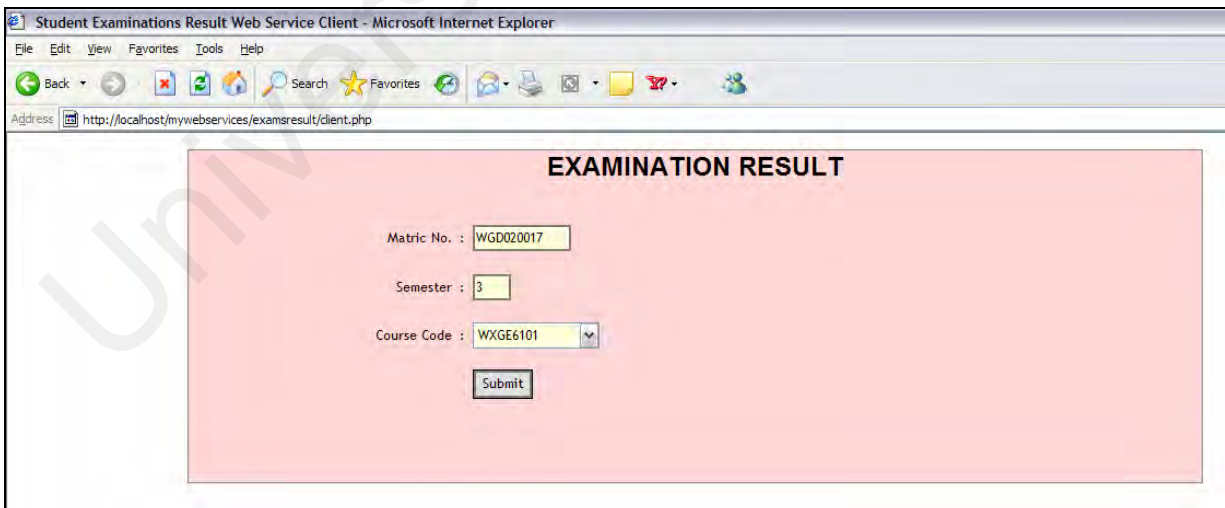 Student Examinations Result Web Service Client - Microsoft Internet Explorer
File Edit View Favorites Tools Help
Back Search Favorites
Address http://localhost/mywebservices/examsresult/client.php
EXAMINATION RESULT
Matric No. : WGD020017
Semester : 3
Course Code : WXGE6101
Submit
Univers